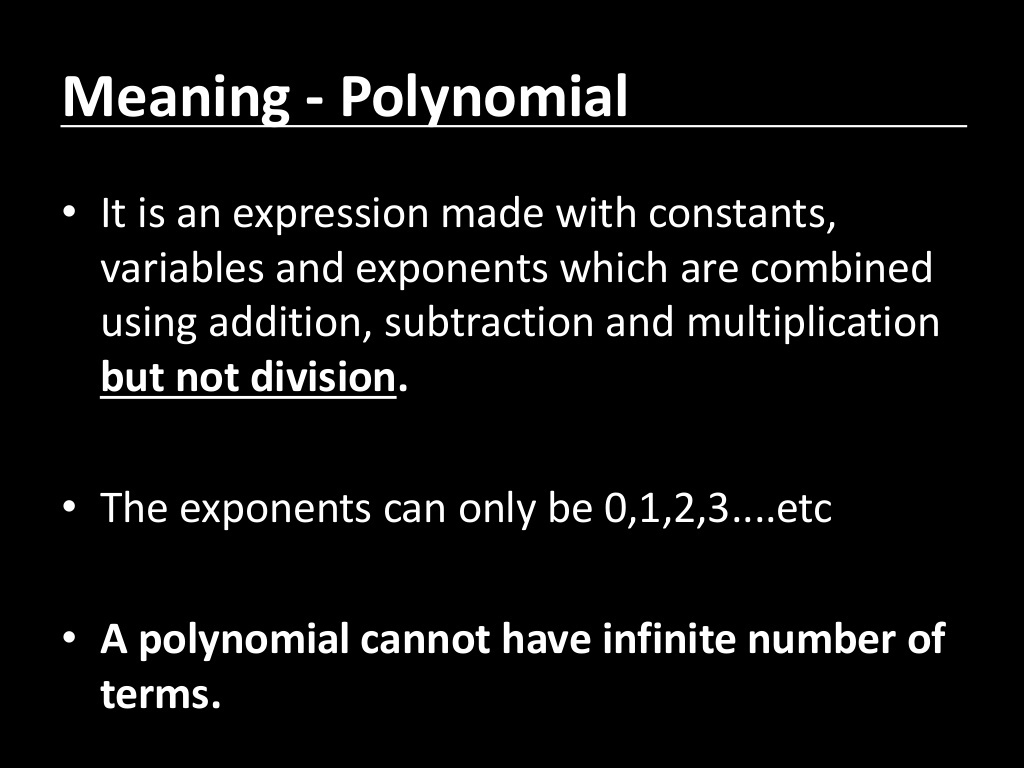 Meaning - Polynomial
• It is an expression made with constants,
variables and exponents which are combined
using addition, subtraction and multiplication
but not division.
• The exponents can only be 0,1,2,3....etc
• A polynomial cannot have infinite number of
terms.